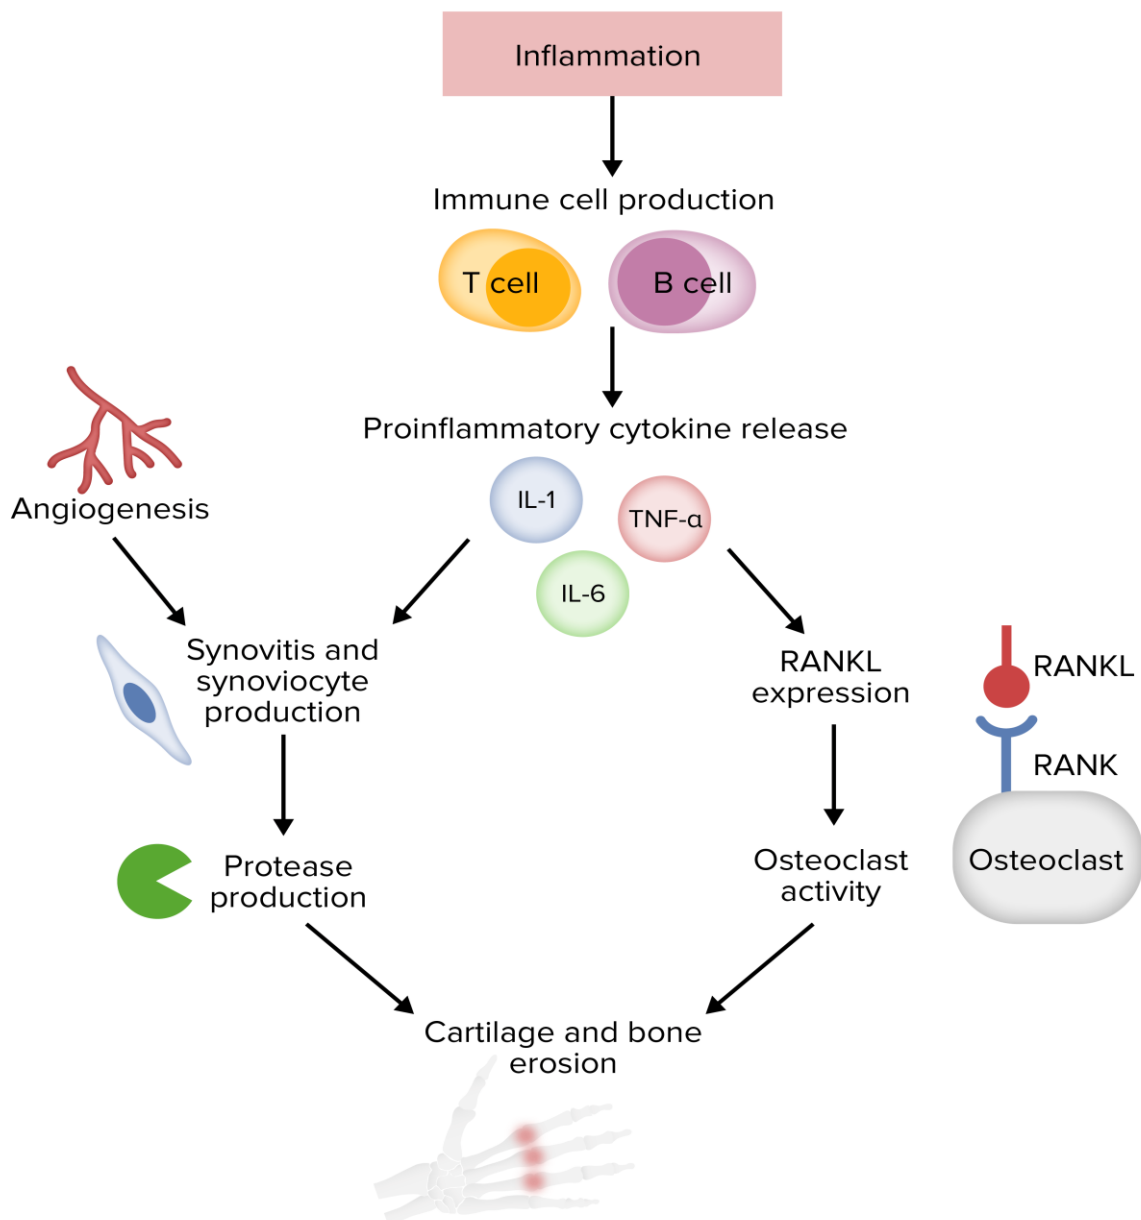 Inflammation
Immune cell production
T cell
B cell
Proinflammatory cytokine release
IL-1
TNF-α
IL-6
Angiogenesis
Synovitis and
synoviocyte
production
RANKL
expression
RANKL
RANK
Osteoclast
Protease
production
Osteoclast
activity
Cartilage and bone
erosion